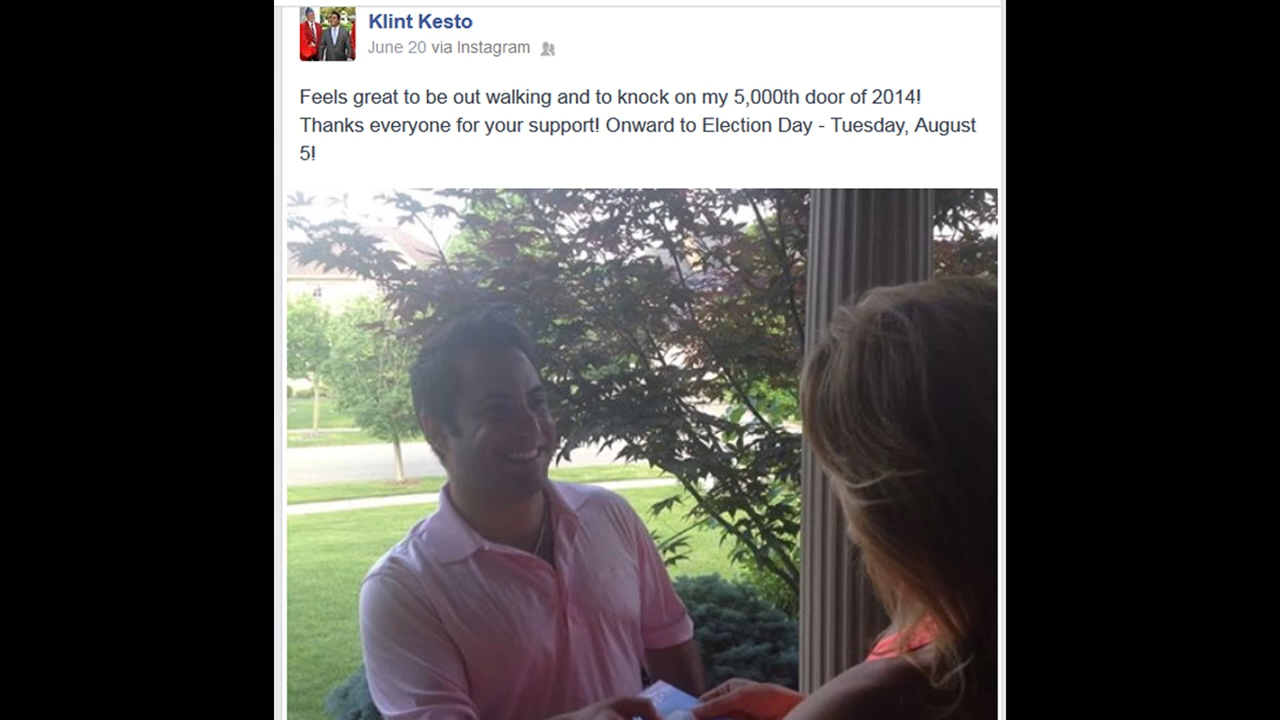 Klint Kesto
June 20 via Instagram
Feels great to be out walking and to knock on my 5,000th door of 2014!
Thanks everyone for your support! Onward to Election Day - Tuesday, August
5!